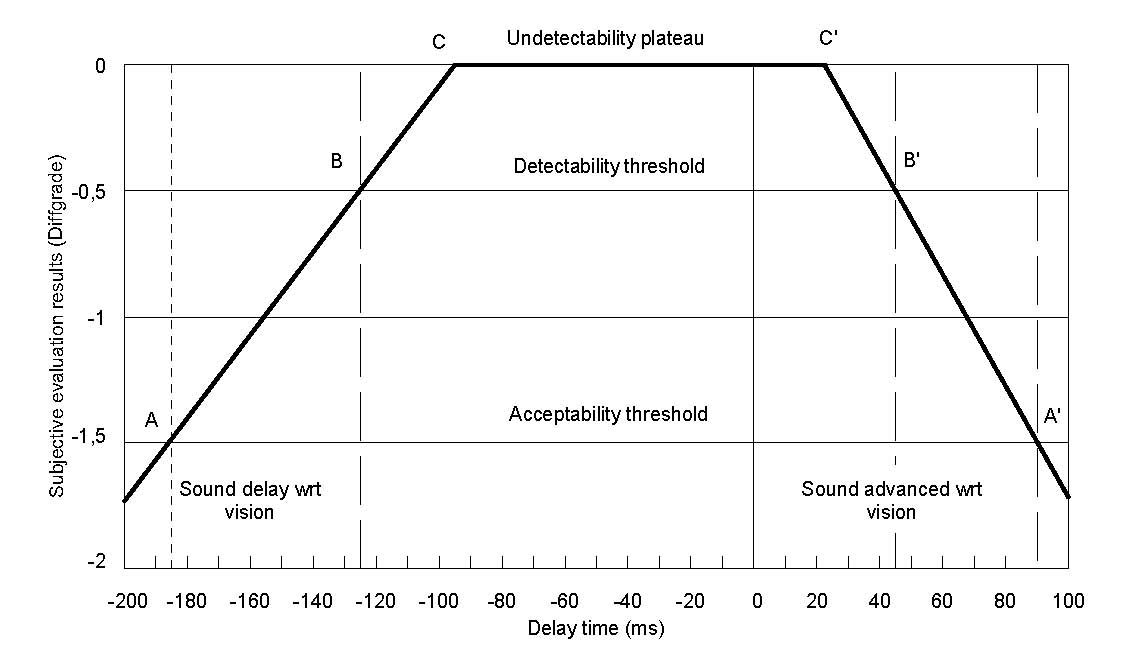 C
Undetectability plateau
C'
0
B
Detectability threshold
B'
-0,5
Subjective evaluation results (Diffgrade)
-1
A
Acceptability threshold
A'
-1,5
Sound delay wrt
vision
Sound advanced wrt
vision
-2
-200 -180 -160 -140 -120 -100 -80 -60 -40 -20 0 20 40 60 80 100
Delay time (ms)